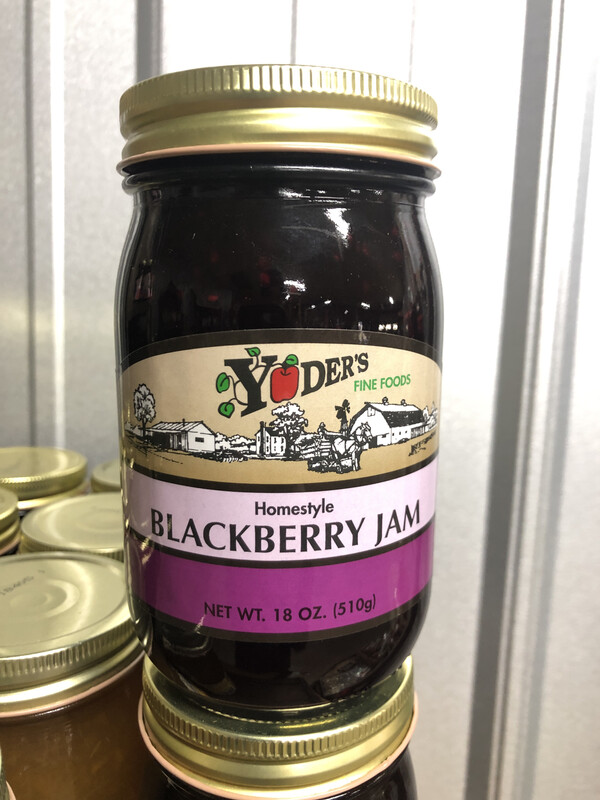 YODER'S
FINE FOODS
Homestyle
BLACKBERRY JAM
NET WT. 18 OZ. (510g)